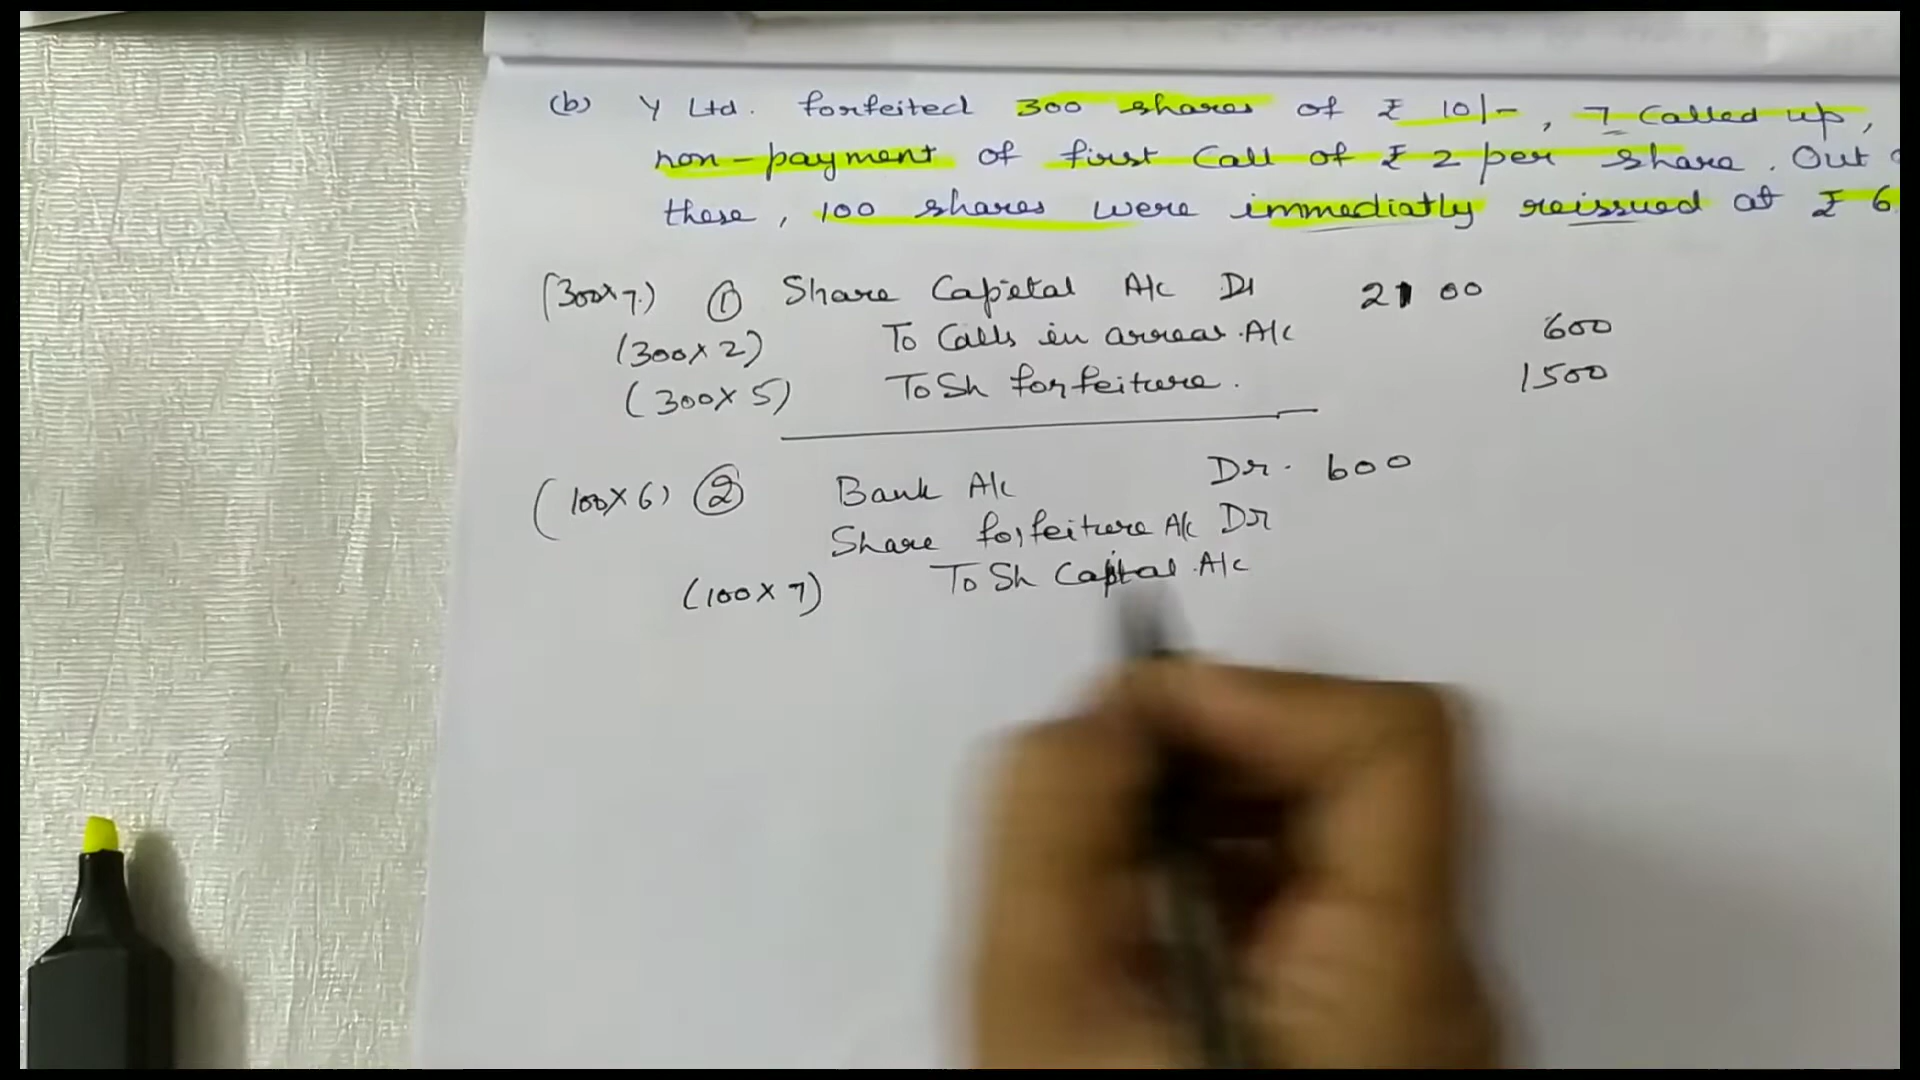 (b) Y Ltd. forfeited 300 shares of ₹ 10/-, 7 Called up,
non-payment of first Call of ₹ 2 per share. Out
these, 100 shares were immediatly reissued at ₹ 6
(300×7) ① Share Capital A/c Dr 2100
(300×2) To Calls in arrear A/c 600
(300×5) To Sh forfeiture. 1500
(100×6) ② Bank A/c Dr. 600
Share forfeiture A/c Dr
(100×7) To Sh Capital A/c